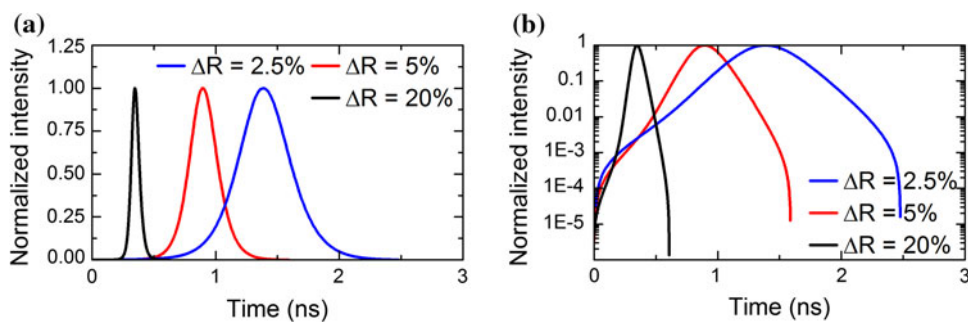 (a)
Normalized intensity
1.25
1.00
0.75
0.50
0.25
0.00
ΔR = 2.5%
ΔR = 5%
ΔR = 20%
0
1
2
3
Time (ns)
(b)
Normalized intensity
1
0.1
0.01
1E-3
1E-4
1E-5
ΔR = 2.5%
ΔR = 5%
ΔR = 20%
0
1
2
3
Time (ns)